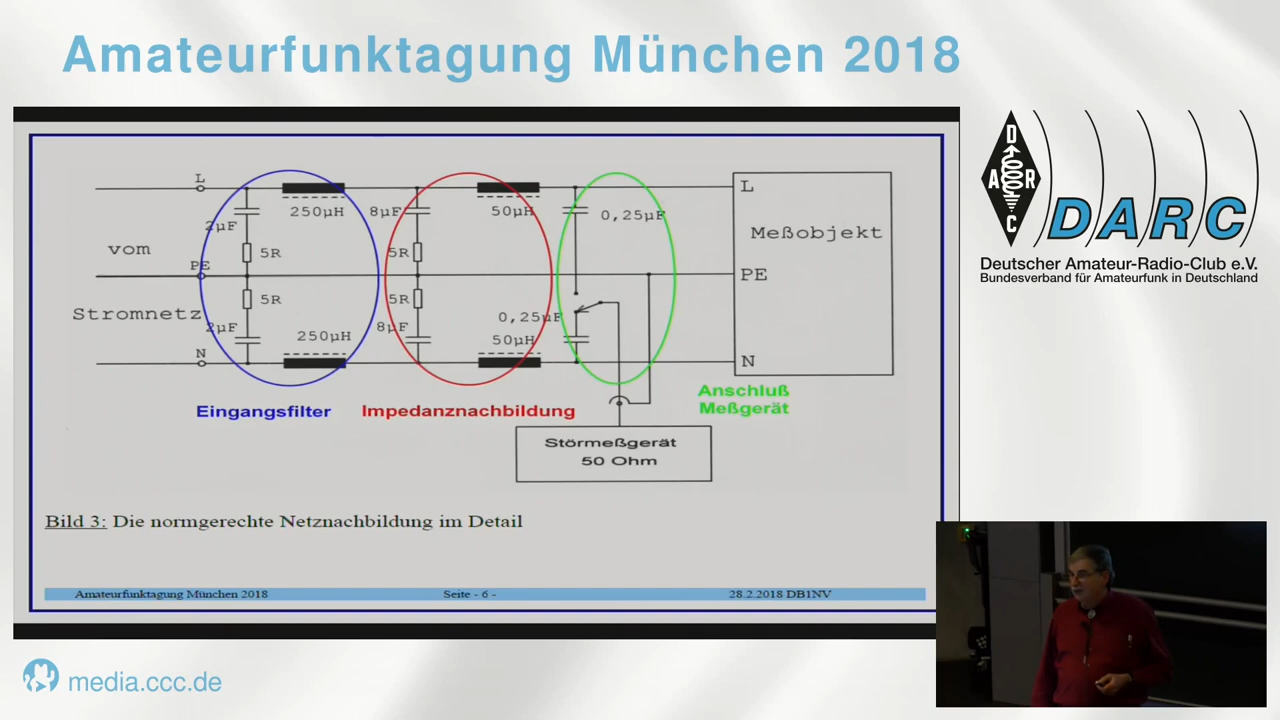 Amateurfunktagung München 2018
L
250µH
8µF
50µH
0,25µF
L
2µF
Meßobjekt
vom
5R
5R
PE
PE
Stromnetz
5R
5R
2µF
250µH
8µF
0,25µF
50µH
N
N
Eingangsfilter
Impedanznachbildung
Anschluß
Meßgerät
Störmeßgerät
50 Ohm
Bild 3: Die normgerechte Netznachbildung im Detail
Amateurfunktagung München 2018
Seite - 6 -
28.2.2018 DB1NV
D
A R
C
DARC
Deutscher Amateur-Radio-Club e.V.
Bundesverband für Amateurfunk in Deutschland
media.ccc.de